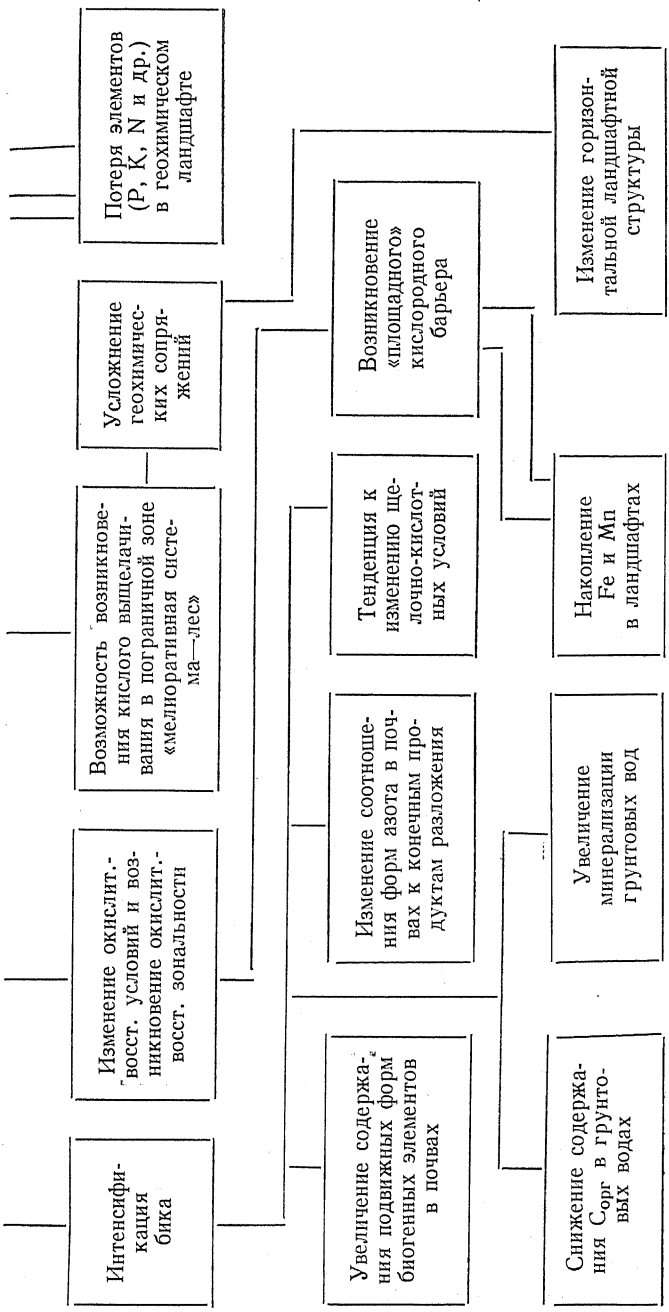 Интенсифи-
кация
бика
Изменение окислит.-
восст. условий и воз-
никновение окислит.-
восст. зональности
Возможность возникнове-
ния кислого выщелачи-
вания в пограничной зоне
«мелиоративная систе-
ма—лес»
Усложнение
геохимичес-
ких сопря-
жений
Потеря элементов
(P, K, N и др.)
в геохимическом
ландшафте
Увеличение содержа-
ния подвижных форм
биогенных элементов
в почвах
Изменение соотноше-
ния форм азота в поч-
вах к конечным про-
дуктам разложения
Тенденция к
изменению ще-
лочно-кислот-
ных условий
Возникновение
«площадного»
кислородного
барьера
Снижение содержа-
ния Сорг в грунто-
вых водах
Увеличение
минерализации
грунтовых вод
Накопление
Fe и Mn
в ландшафтах
Изменение горизон-
тальной ландшафтной
структуры